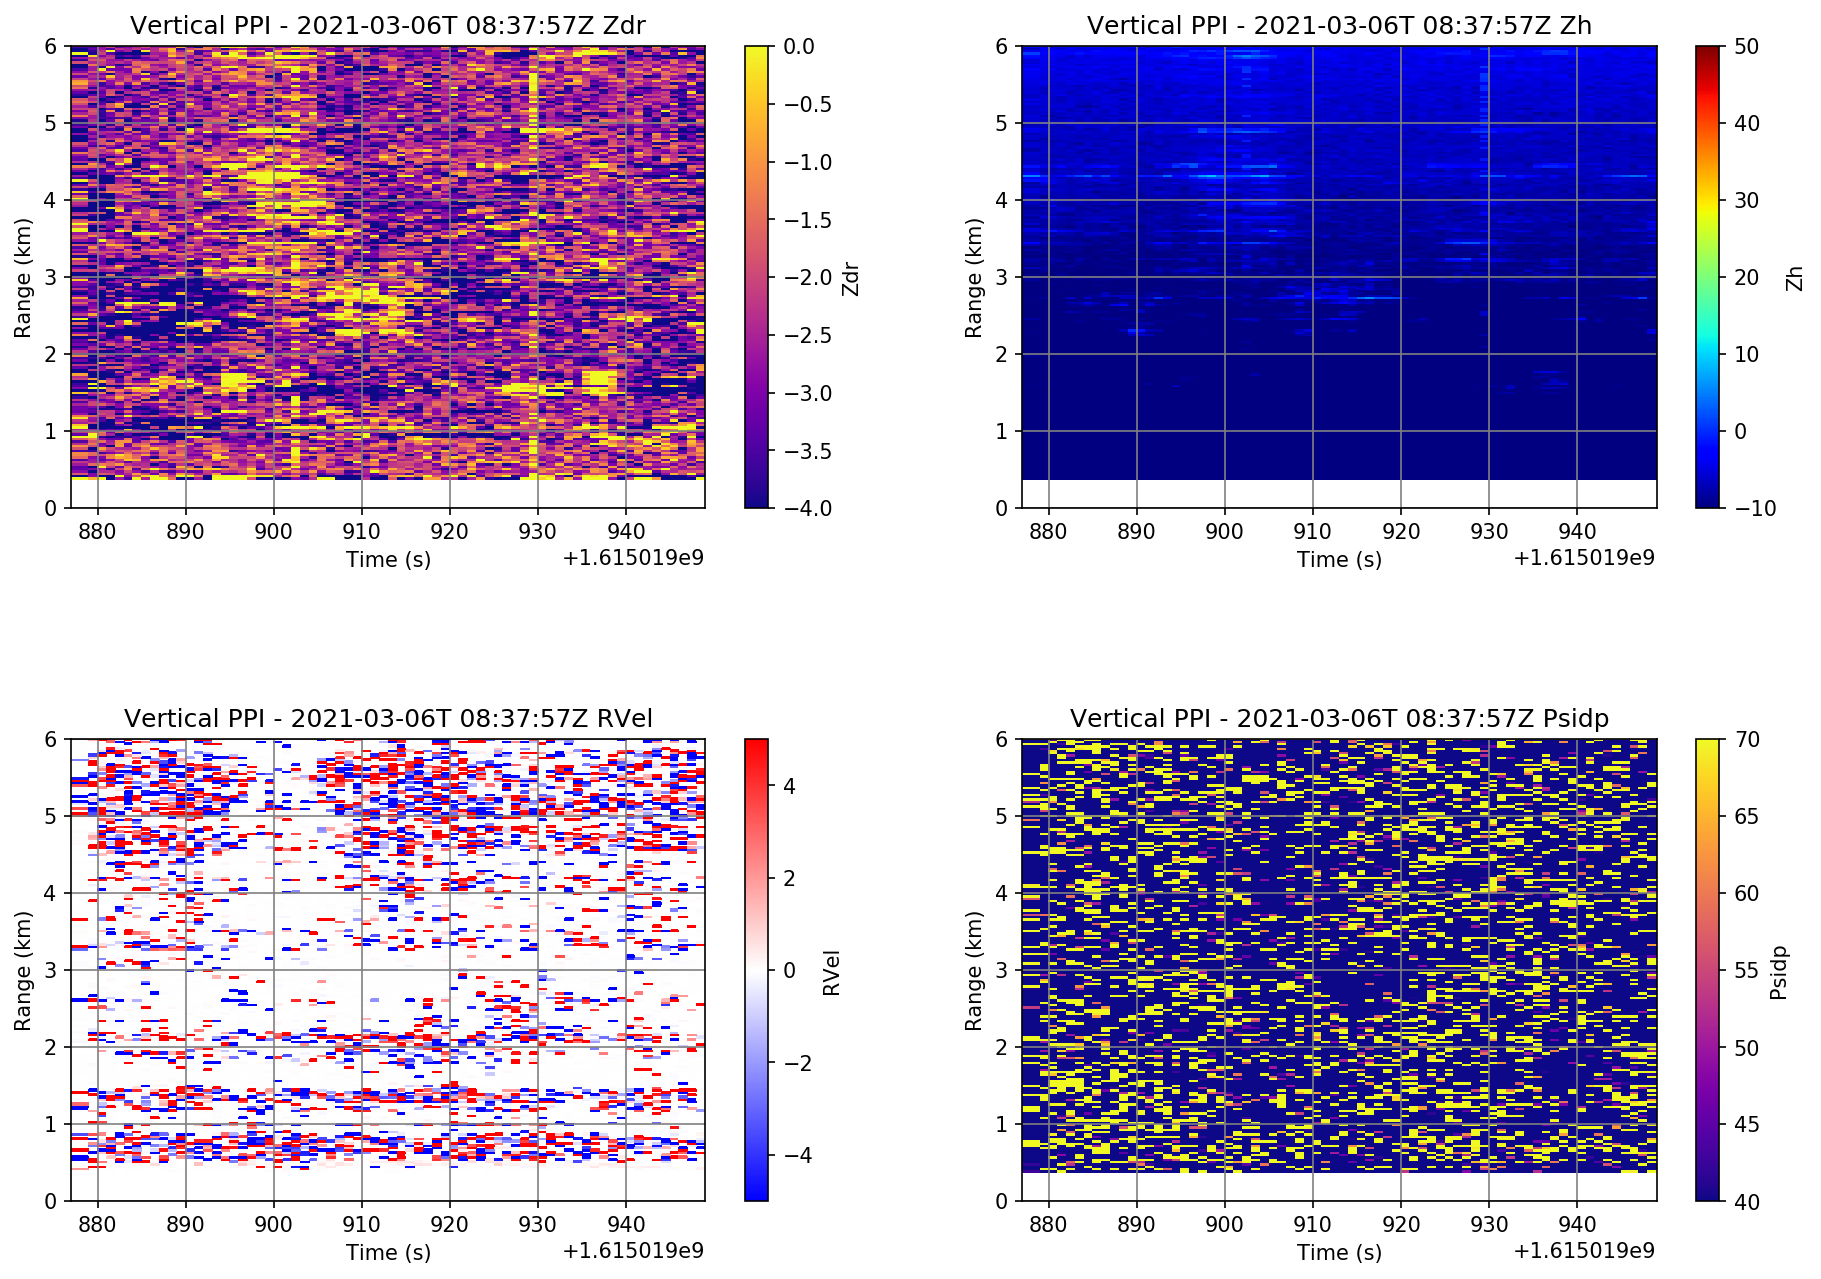 Vertical PPI - 2021-03-06T 08:37:57Z Zdr
6
5
4
3
2
1
0
Range (km)
880 890 900 910 920 930 940
Time (s)
+1.615019e9
0.0
−0.5
−1.0
−1.5
−2.0
−2.5
−3.0
−3.5
−4.0
Zdr
Vertical PPI - 2021-03-06T 08:37:57Z Zh
6
5
4
3
2
1
0
Range (km)
880 890 900 910 920 930 940
Time (s)
+1.615019e9
50
40
30
20
10
0
−10
Zh
Vertical PPI - 2021-03-06T 08:37:57Z RVel
6
5
4
3
2
1
0
Range (km)
880 890 900 910 920 930 940
Time (s)
+1.615019e9
4
2
0
−2
−4
RVel
Vertical PPI - 2021-03-06T 08:37:57Z Psidp
6
5
4
3
2
1
0
Range (km)
880 890 900 910 920 930 940
Time (s)
+1.615019e9
70
65
60
55
50
45
40
Psidp